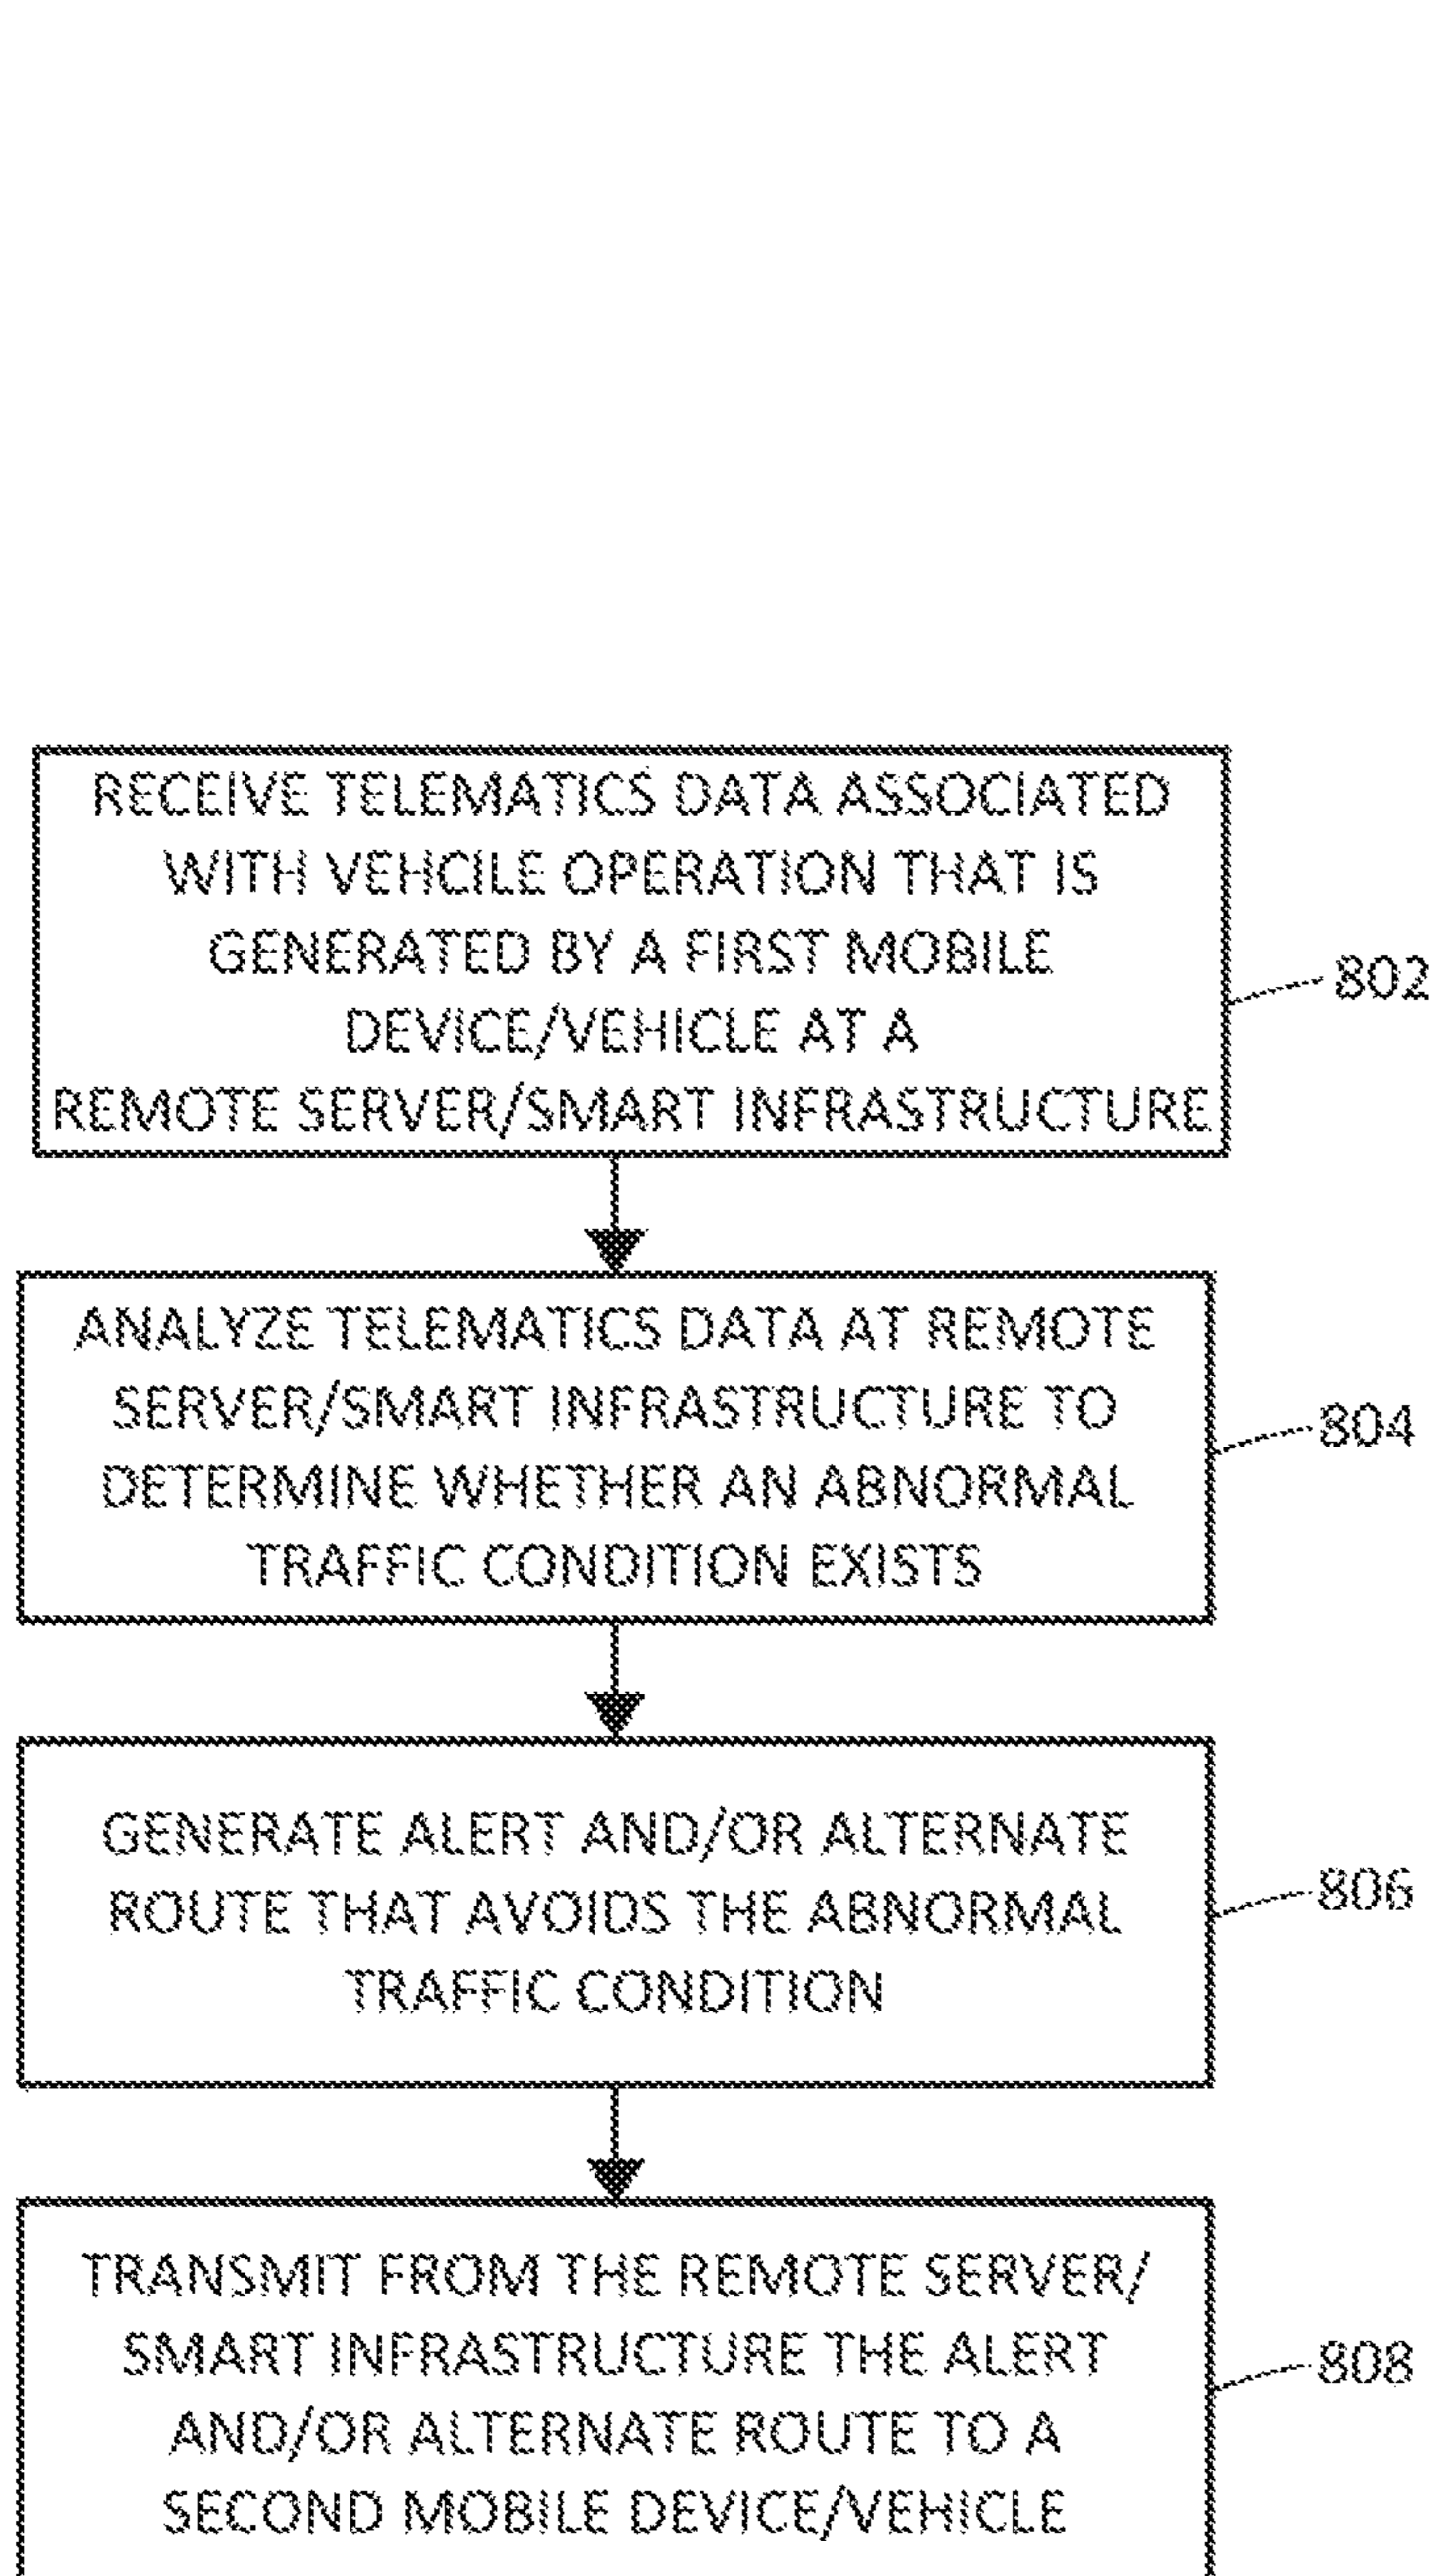 RECEIVE TELEMATICS DATA ASSOCIATED
WITH VEHCILE OPERATION THAT IS
GENERATED BY A FIRST MOBILE
DEVICE/VEHICLE AT A
REMOTE SERVER/SMART INFRASTRUCTURE
802
ANALYZE TELEMATICS DATA AT REMOTE
SERVER/SMART INFRASTRUCTURE TO
DETERMINE WHETHER AN ABNORMAL
TRAFFIC CONDITION EXISTS
804
GENERATE ALERT AND/OR ALTERNATE
ROUTE THAT AVOIDS THE ABNORMAL
TRAFFIC CONDITION
806
TRANSMIT FROM THE REMOTE SERVER/
SMART INFRASTRUCTURE THE ALERT
AND/OR ALTERNATE ROUTE TO A
SECOND MOBILE DEVICE/VEHICLE
808